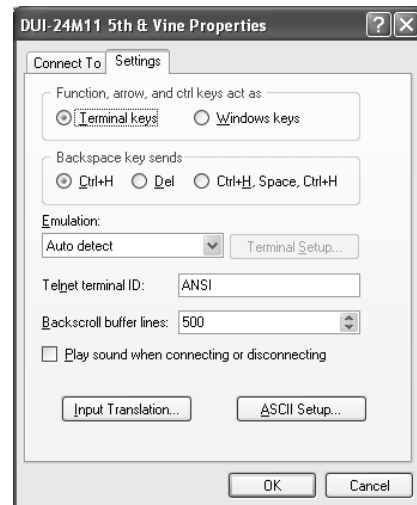 DUI-24M11 5th & Vine Properties
Connect To Settings
Function, arrow, and ctrl keys act as
Terminal keys Windows keys
Backspace key sends
Ctrl+H Del Ctrl+H, Space, Ctrl+H
Emulation:
Auto detect Terminal Setup...
Telnet terminal ID: ANSI
Backscroll buffer lines: 500
Play sound when connecting or disconnecting
Input Translation... ASCII Setup...
OK Cancel